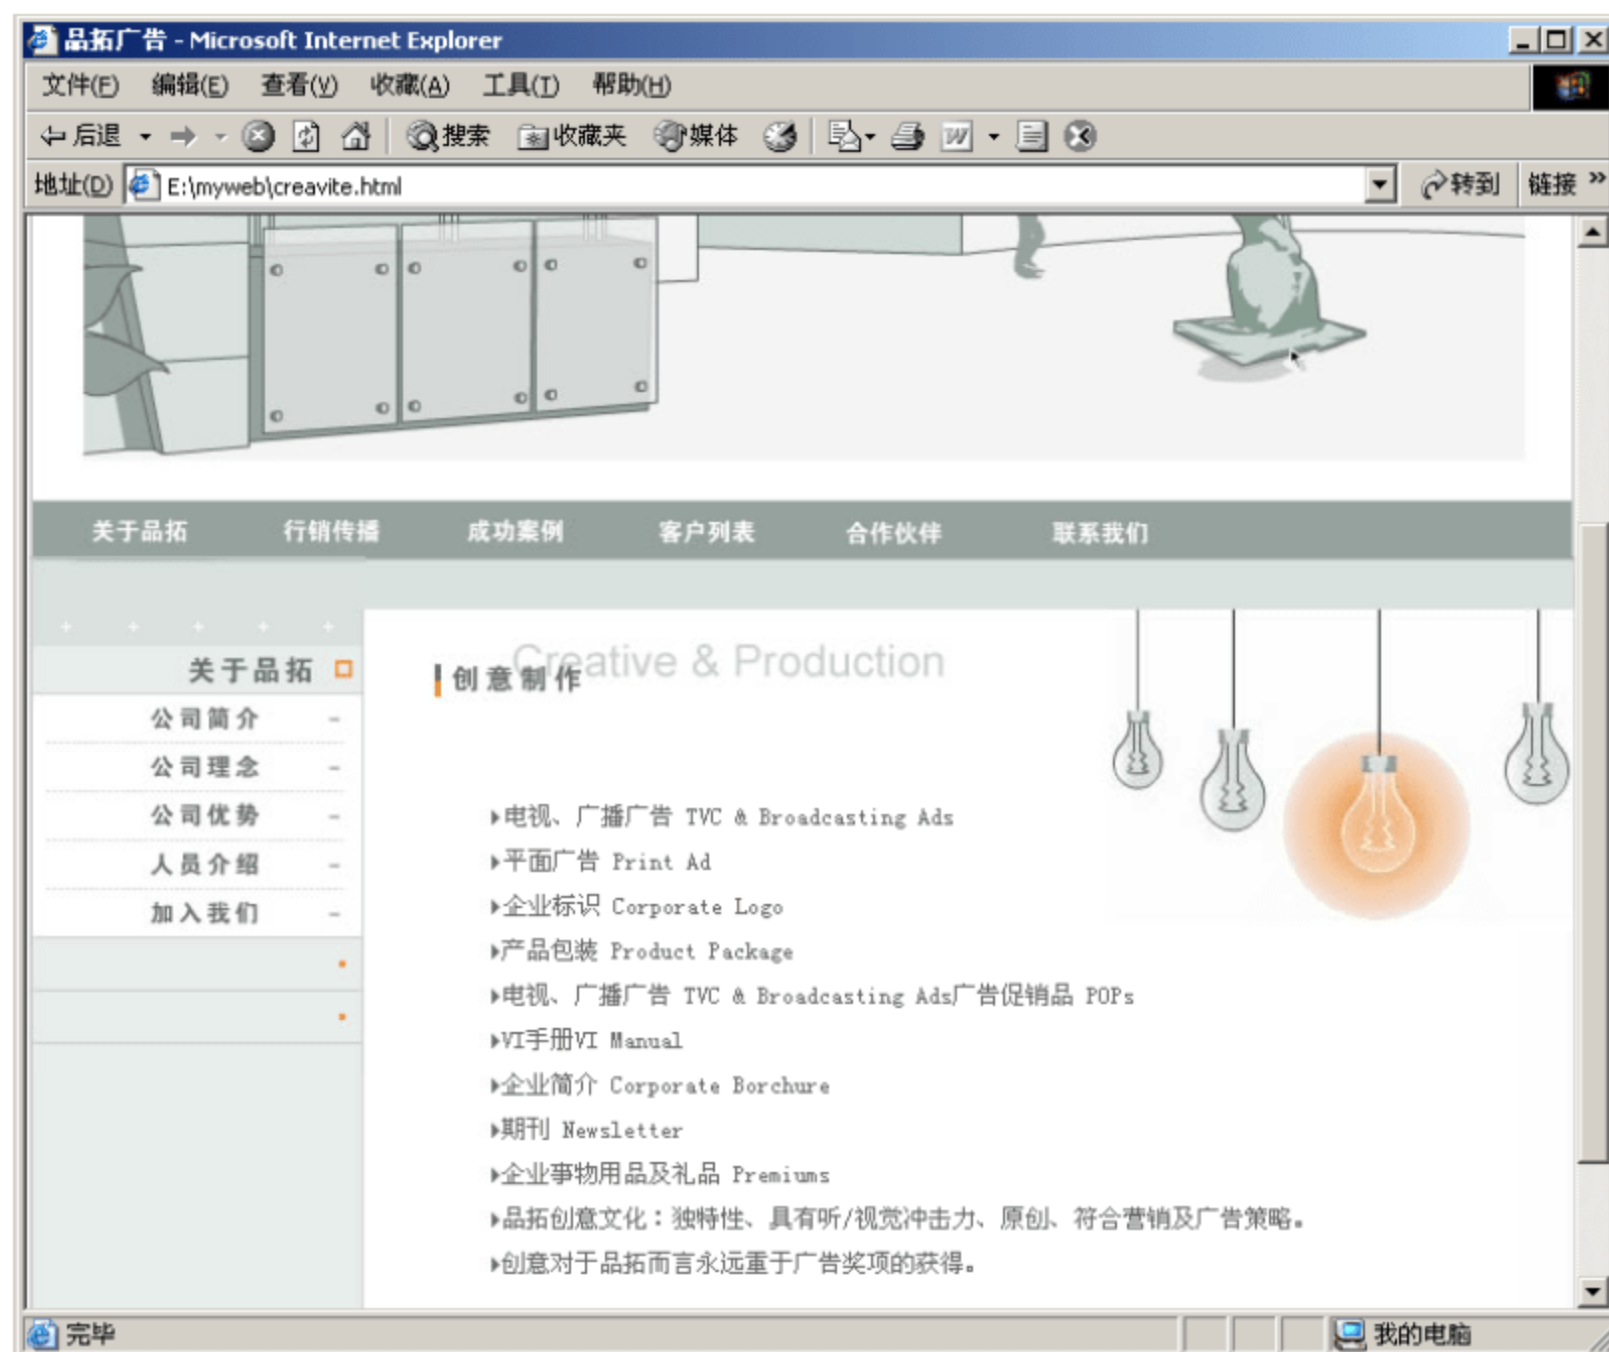 品拓广告 - Microsoft Internet Explorer
文件(F) 编辑(E) 查看(V) 收藏(A) 工具(T) 帮助(H)
后退 搜索 收藏夹 媒体
地址(D) E:\myweb\creavite.html 转到 链接 »
关于品拓 行销传播 成功案例 客户列表 合作伙伴 联系我们
关于品拓
公司简介 -
公司理念 -
公司优势 -
人员介绍 -
加入我们 -
Creative & Production
创意制作
电视、广播广告 TVC & Broadcasting Ads
平面广告 Print Ad
企业标识 Corporate Logo
产品包装 Product Package
电视、广播广告 TVC & Broadcasting Ads广告促销品 POPs
VI手册VI Manual
企业简介 Corporate Borchure
期刊 Newsletter
企业事物用品及礼品 Premiums
品拓创意文化：独特性、具有听/视觉冲击力、原创、符合营销及广告策略。
创意对于品拓而言永远重于广告奖项的获得。
完毕 我的电脑